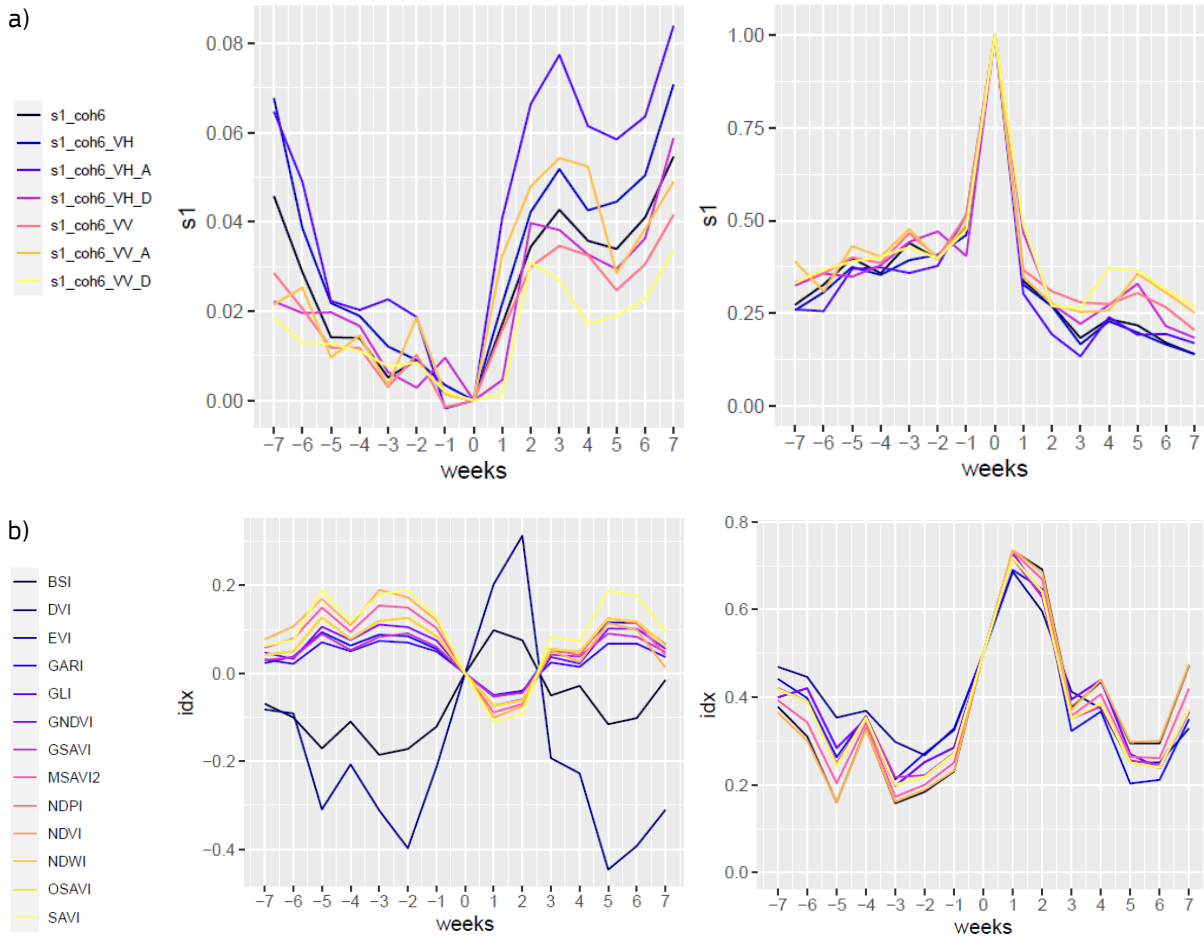 a)
s1_coh6
s1_coh6_VH
s1_coh6_VH_A
s1_coh6_VH_D
s1_coh6_VV
s1_coh6_VV_A
s1_coh6_VV_D
s1
0.08
0.06
0.04
0.02
0.00
−7 −6 −5 −4 −3 −2 −1 0 1 2 3 4 5 6 7
weeks
s1
1.00
0.75
0.50
0.25
0.00
−7 −6 −5 −4 −3 −2 −1 0 1 2 3 4 5 6 7
weeks
b)
BSI
DVI
EVI
GARI
GLI
GNDVI
GSAVI
MSAVI2
NDPI
NDVI
NDWI
OSAVI
SAVI
idx
0.2
0.0
−0.2
−0.4
−7 −6 −5 −4 −3 −2 −1 0 1 2 3 4 5 6 7
weeks
idx
0.8
0.6
0.4
0.2
0.0
−7 −6 −5 −4 −3 −2 −1 0 1 2 3 4 5 6 7
weeks